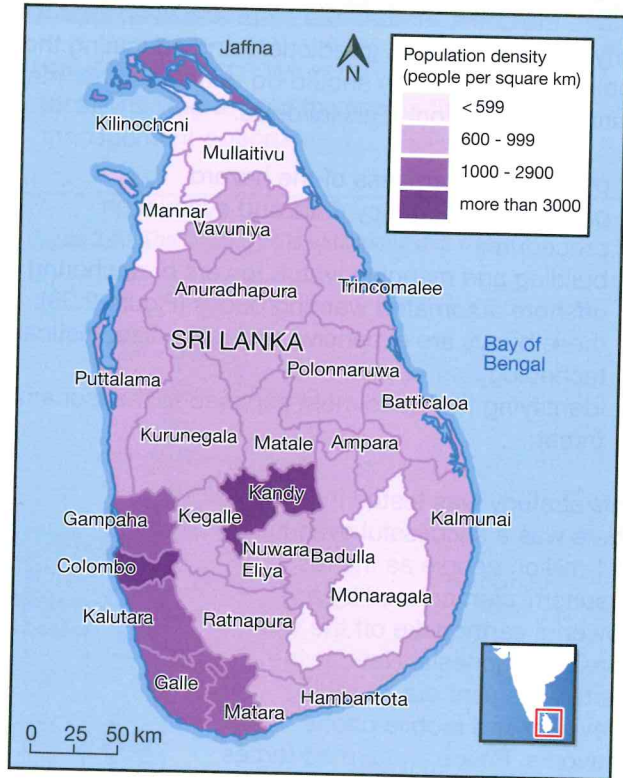 Jaffna
N
Population density
(people per square km)
<599
600 - 999
1000 - 2900
more than 3000
Kilinochcni
Mullaitivu
Mannar
Vavuniya
Trincomalee
Anuradhapura
SRI LANKA
Bay of
Bengal
Polonnaruwa
Puttalama
Batticaloa
Kurunegala
Matale
Ampara
Kandy
Gampaha
Kegalle
Kalmunai
Nuwara
Eliya
Badulla
Colombo
Monaragala
Kalutara
Ratnapura
Galle
Hambantota
Matara
0 25 50 km